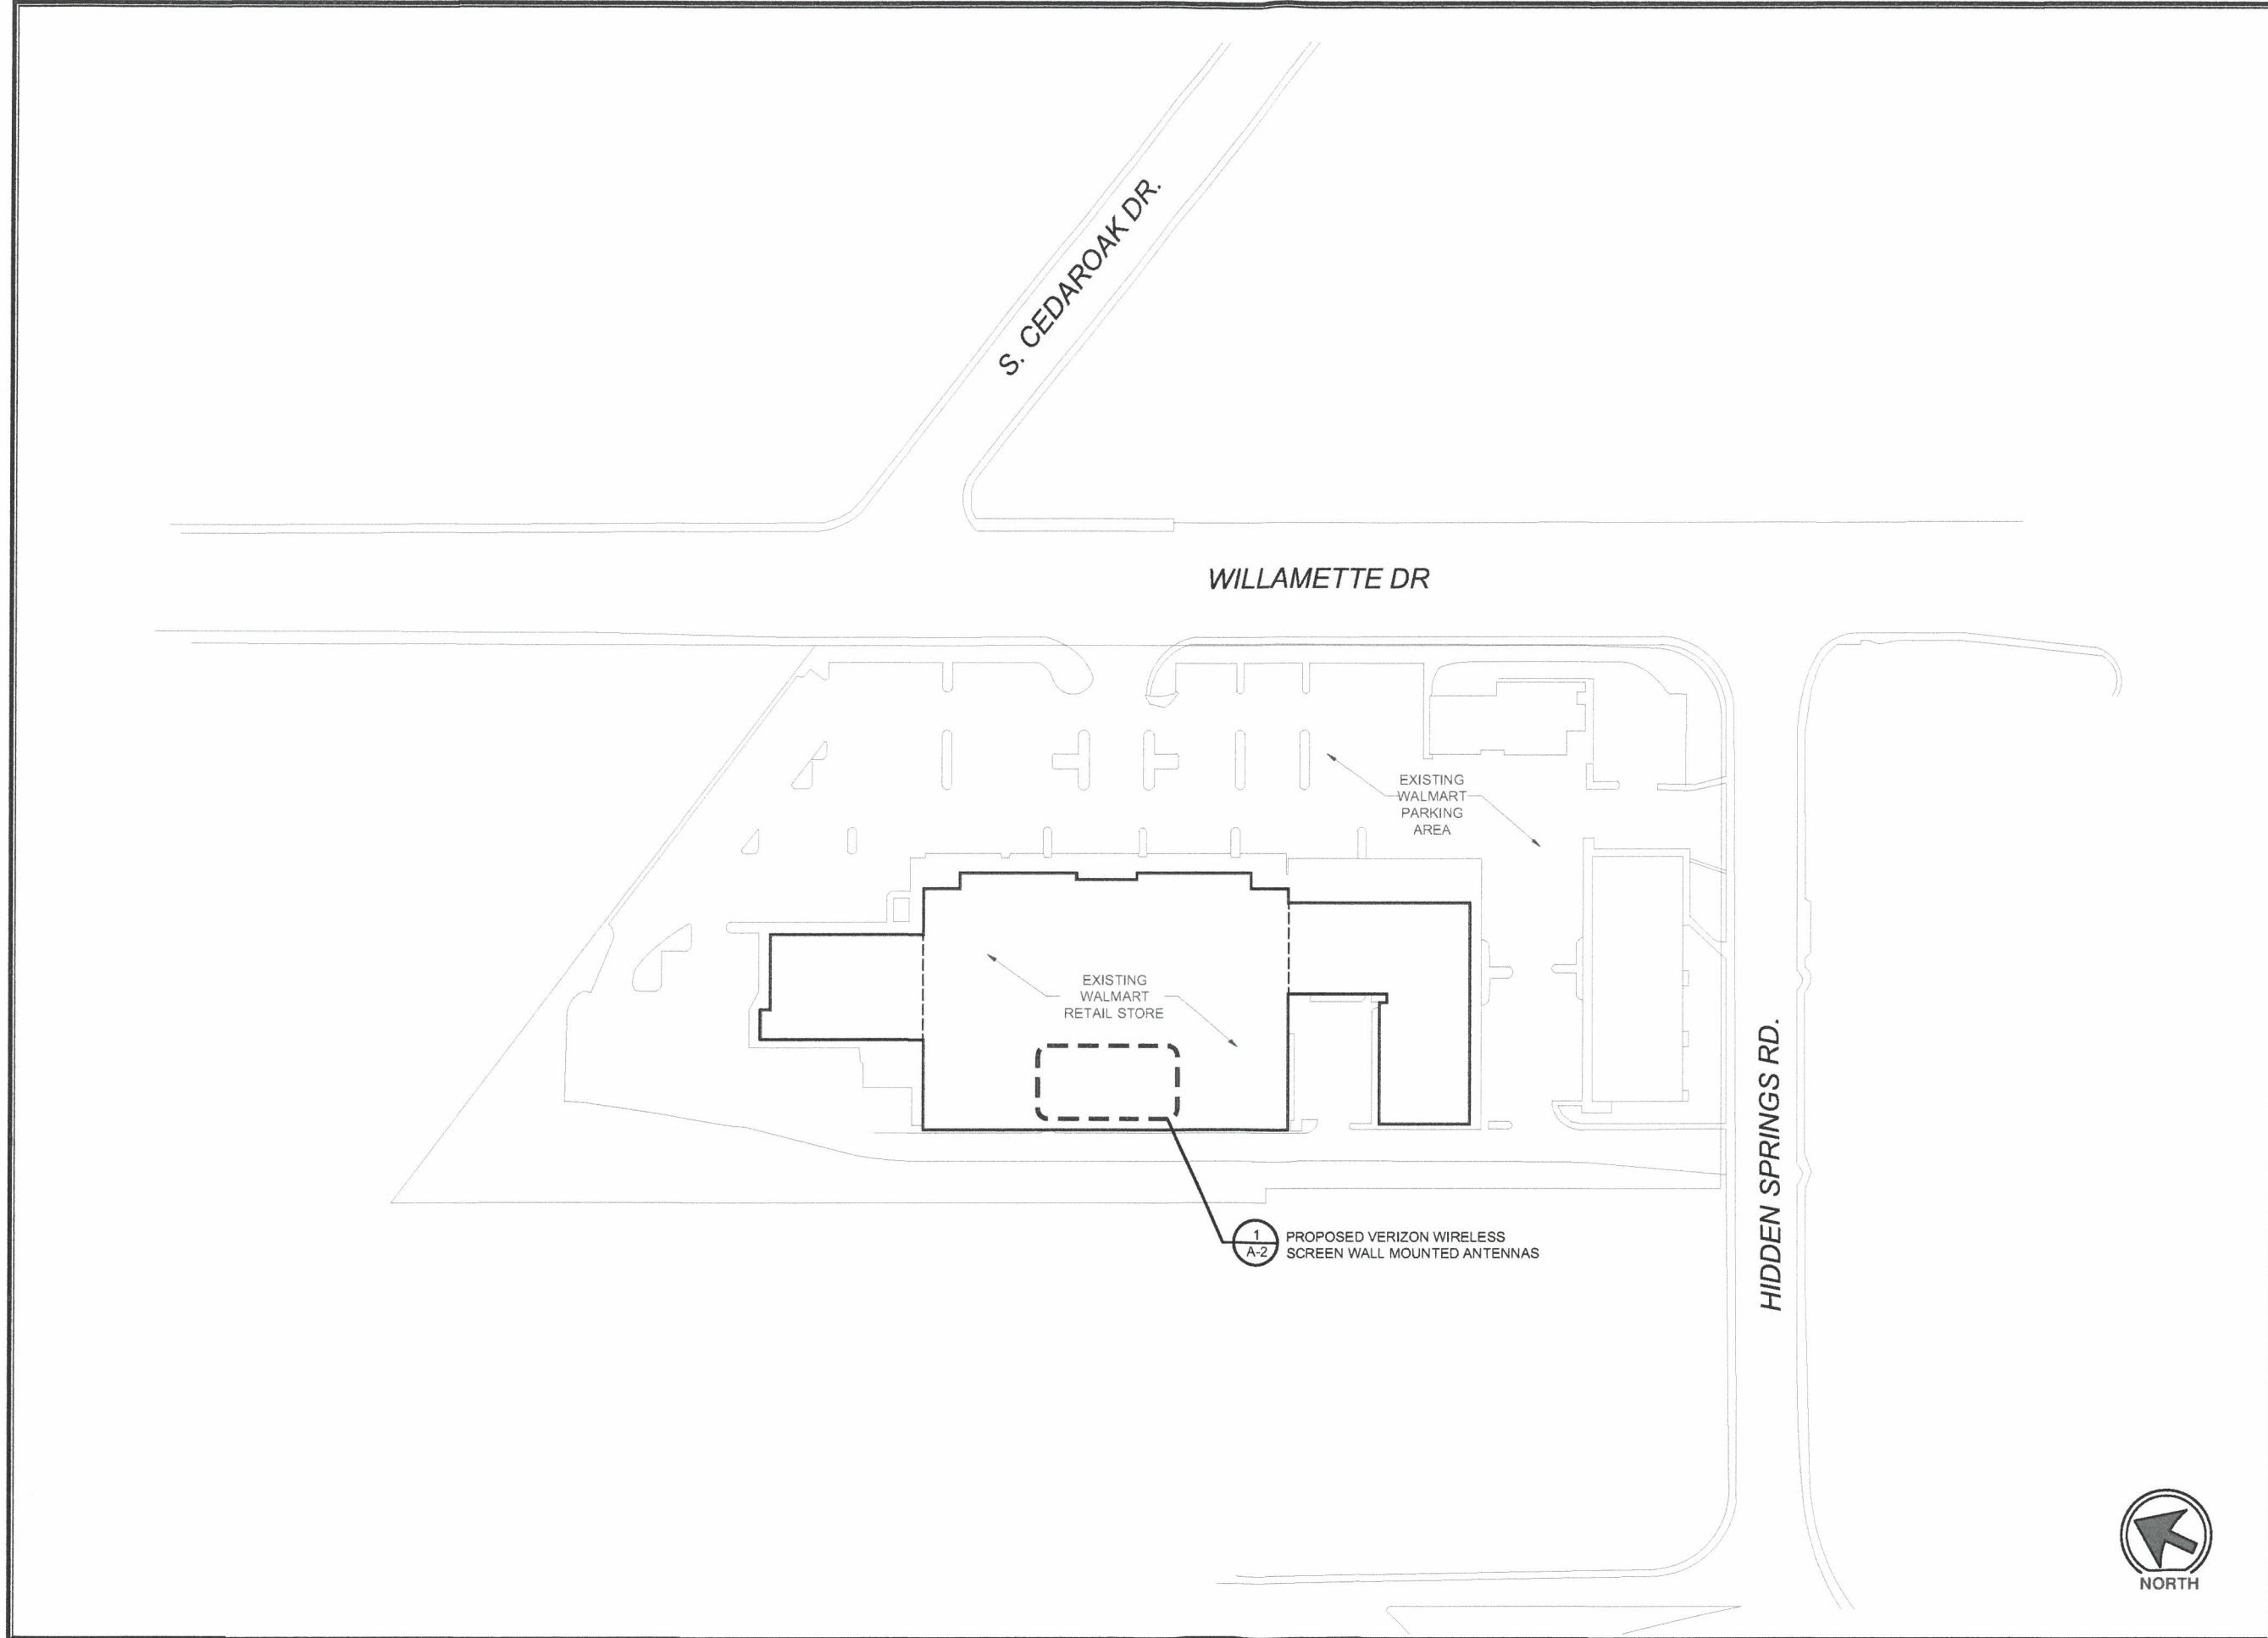 S. CEDAROAK DR.
WILLAMETTE DR
EXISTING
WALMART
PARKING
AREA
EXISTING
WALMART
RETAIL STORE
HIDDEN SPRINGS RD.
1
A-2
PROPOSED VERIZON WIRELESS
SCREEN WALL MOUNTED ANTENNAS
NORTH